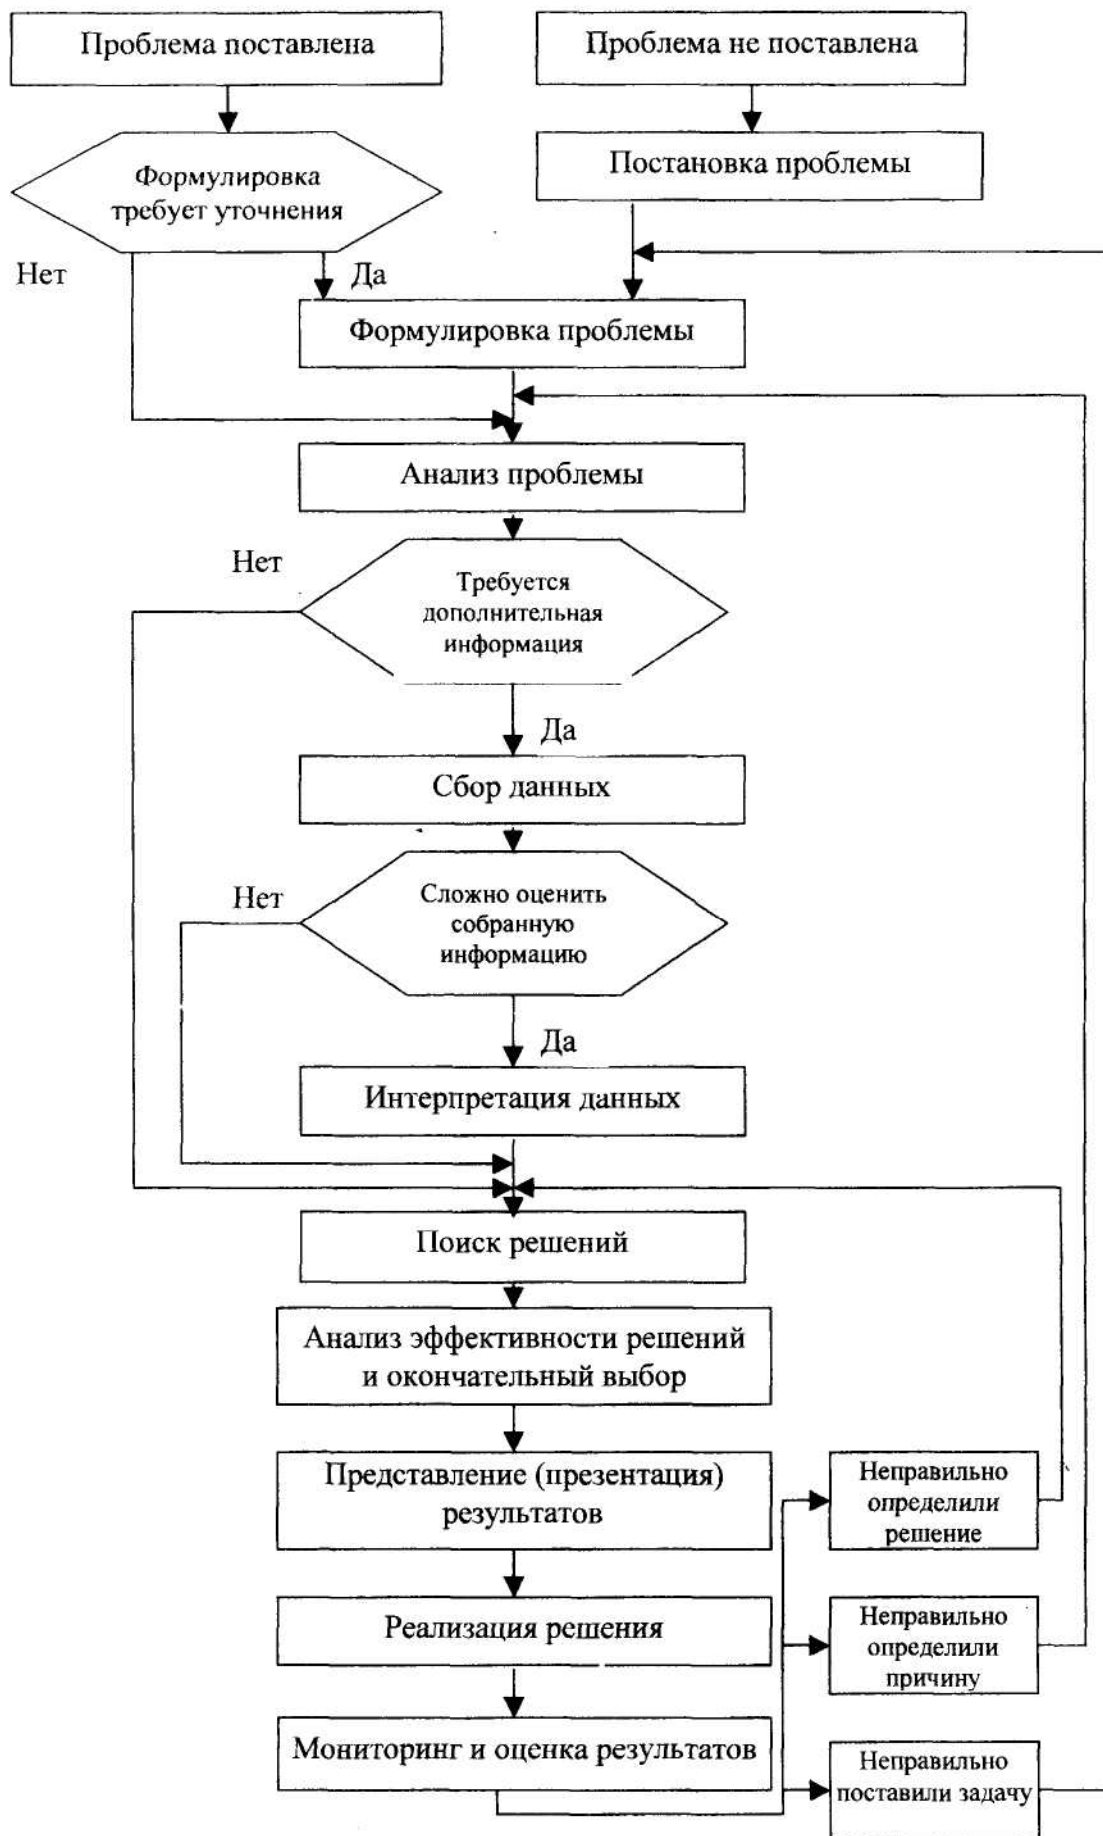 Проблема поставлена
Проблема не поставлена
Формулировка
требует уточнения
Постановка проблемы
Нет
Да
Формулировка проблемы
Анализ проблемы
Нет
Требуется
дополнительная
информация
Да
Сбор данных
Нет
Сложно оценить
собранную
информацию
Да
Интерпретация данных
Поиск решений
Анализ эффективности решений
и окончательный выбор
Представление (презентация)
результатов
Неправильно
определили
решение
Реализация решения
Неправильно
определили
причину
Мониторинг и оценка результатов
Неправильно
поставили задачу